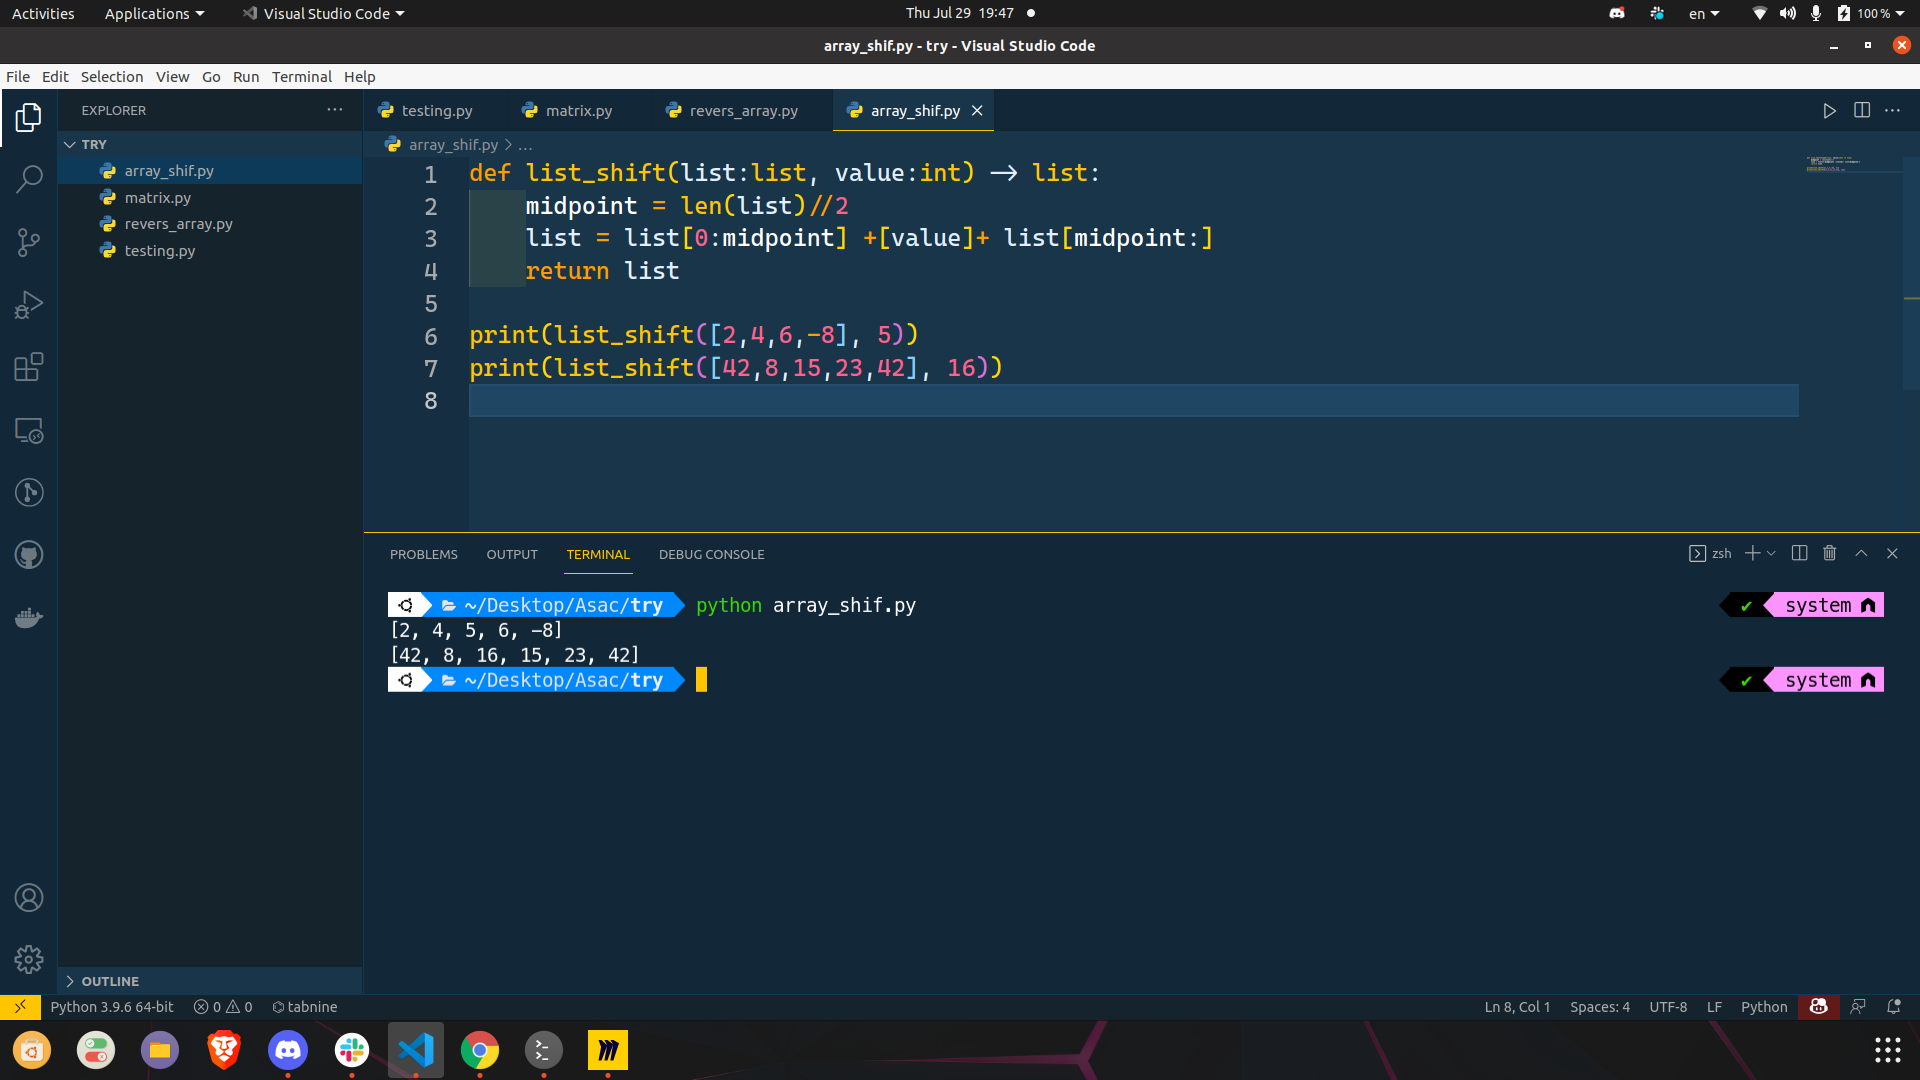 Activities Applications Visual Studio Code Thu Jul 29 19:47 en 100 %
array_shif.py - try - Visual Studio Code
File Edit Selection View Go Run Terminal Help
EXPLORER ··· testing.py matrix.py revers_array.py array_shif.py
TRY
array_shif.py > ...
array_shif.py
matrix.py
revers_array.py
testing.py
1 def list_shift(list:list, value:int) -> list:
2 midpoint = len(list)//2
3 list = list[0:midpoint] +[value]+ list[midpoint:]
4 return list
5
6 print(list_shift([2,4,6,-8], 5))
7 print(list_shift([42,8,15,23,42], 16))
8
PROBLEMS OUTPUT TERMINAL DEBUG CONSOLE zsh
~/Desktop/Asac/try python array_shif.py ✔ system
[2, 4, 5, 6, -8]
[42, 8, 16, 15, 23, 42]
~/Desktop/Asac/try ✔ system
OUTLINE
Python 3.9.6 64-bit 0 0 tabnine Ln 8, Col 1 Spaces: 4 UTF-8 LF Python